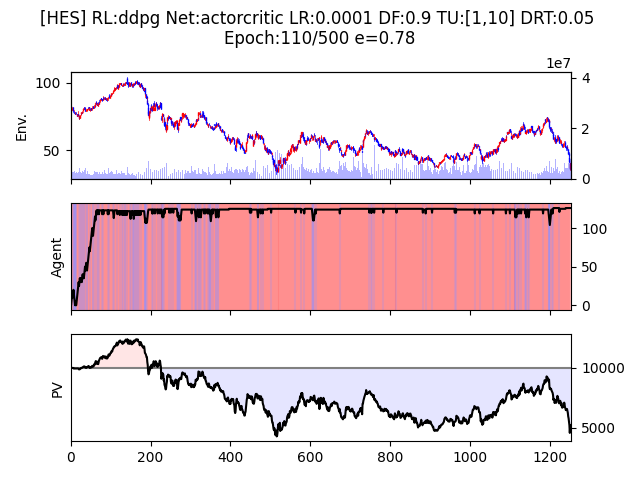 [HES] RL:ddpg Net:actorcritic LR:0.0001 DF:0.9 TU:[1,10] DRT:0.05
Epoch:110/500 e=0.78
1e7
100
50
Env.
4
2
0
Agent
100
50
0
PV
10000
5000
0 200 400 600 800 1000 1200